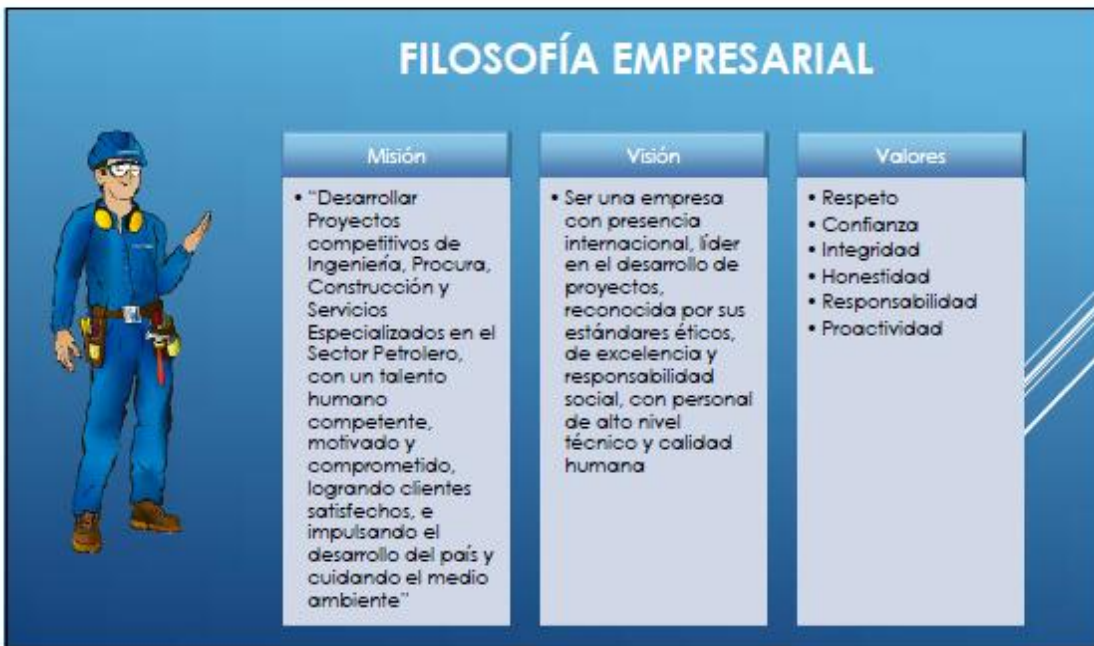 FILOSOFÍA EMPRESARIAL
Misión
• “Desarrollar
Proyectos
competitivos de
Ingeniería, Procura,
Construcción y
Servicios
Especializados en el
Sector Petrolero,
con un talento
humano
competente,
motivado y
comprometido,
logrando clientes
satisfechos, e
impulsando el
desarrollo del país y
cuidando el medio
ambiente”
Visión
• Ser una empresa
con presencia
internacional, líder
en el desarrollo de
proyectos,
reconocida por sus
estándares éticos,
de excelencia y
responsabilidad
social, con personal
de alto nivel
técnico y calidad
humana
Valores
• Respeto
• Confianza
• Integridad
• Honestidad
• Responsabilidad
• Proactividad